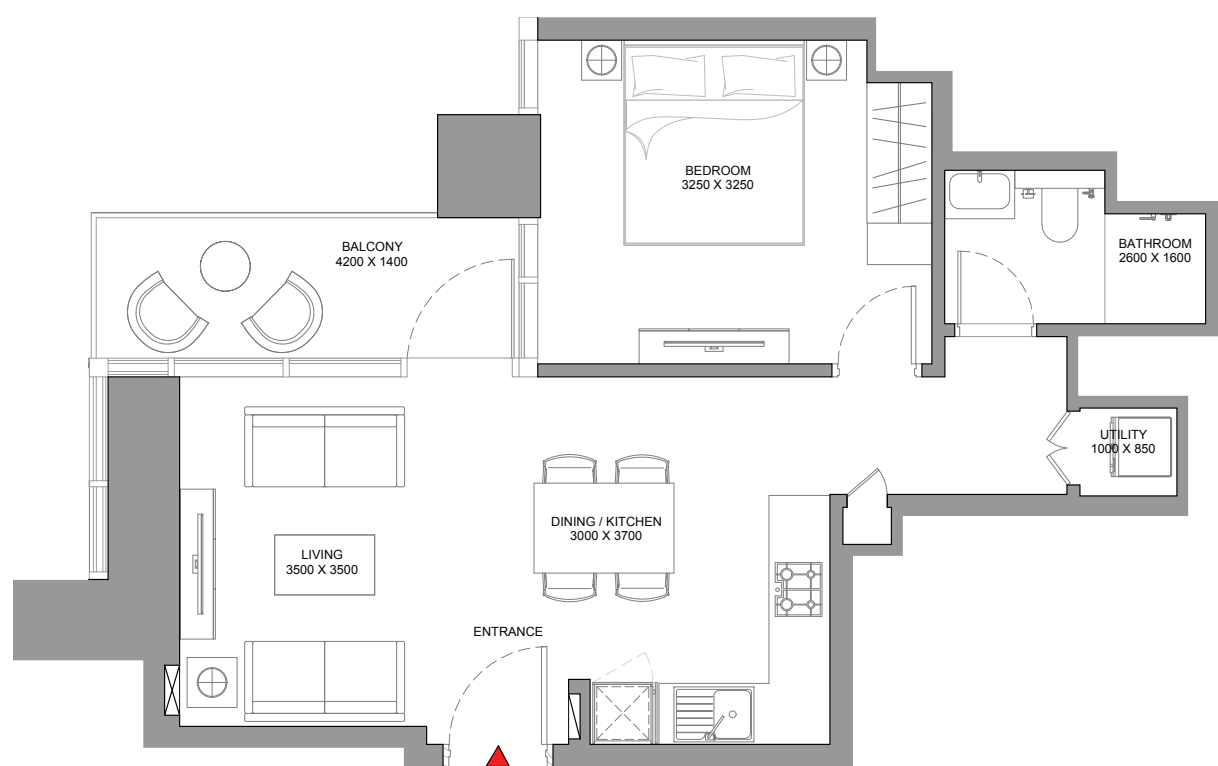 BEDROOM
3250 X 3250
BALCONY
4200 X 1400
BATHROOM
2600 X 1600
UTILITY
1000 X 850
DINING / KITCHEN
3000 X 3700
LIVING
3500 X 3500
ENTRANCE